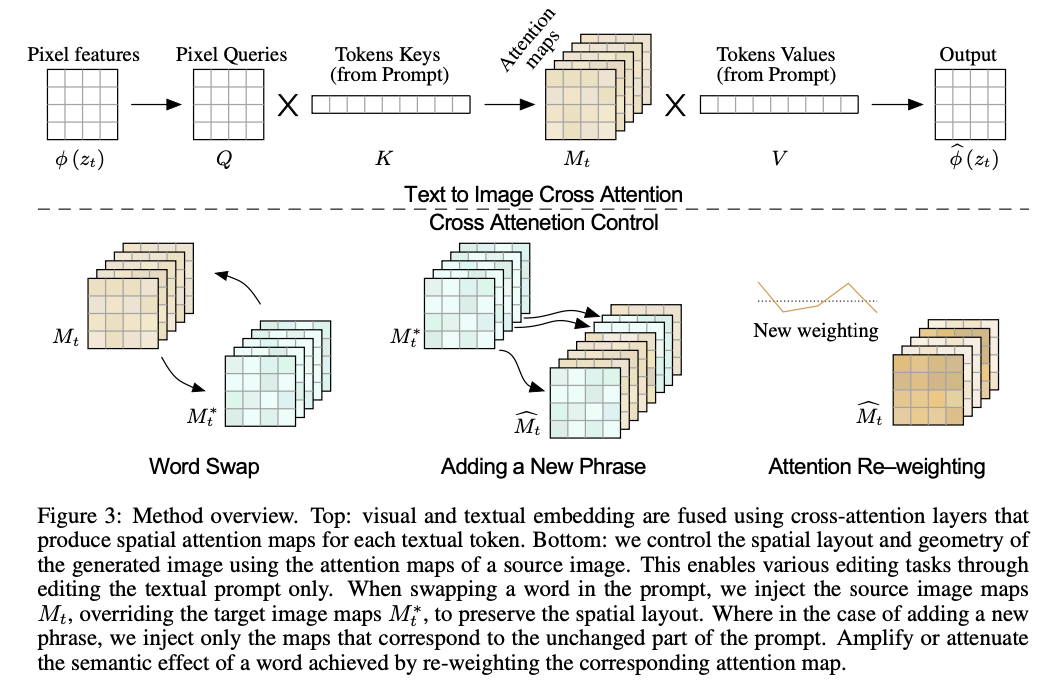 Pixel features
Pixel Queries
Tokens Keys
(from Prompt)
Attention
maps
Tokens Values
(from Prompt)
Output
X
X
ϕ (z_t)
Q
K
M_t
V
ϕ̂ (z_t)
Text to Image Cross Attention
Cross Attenetion Control
M_t
M_t^*
M_t^*
M̂_t
New weighting
M̂_t
Word Swap
Adding a New Phrase
Attention Re–weighting
Figure 3: Method overview. Top: visual and textual embedding are fused using cross-attention layers that
produce spatial attention maps for each textual token. Bottom: we control the spatial layout and geometry of
the generated image using the attention maps of a source image. This enables various editing tasks through
editing the textual prompt only. When swapping a word in the prompt, we inject the source image maps
M_t, overriding the target image maps M_t^*, to preserve the spatial layout. Where in the case of adding a new
phrase, we inject only the maps that correspond to the unchanged part of the prompt. Amplify or attenuate
the semantic effect of a word achieved by re-weighting the corresponding attention map.